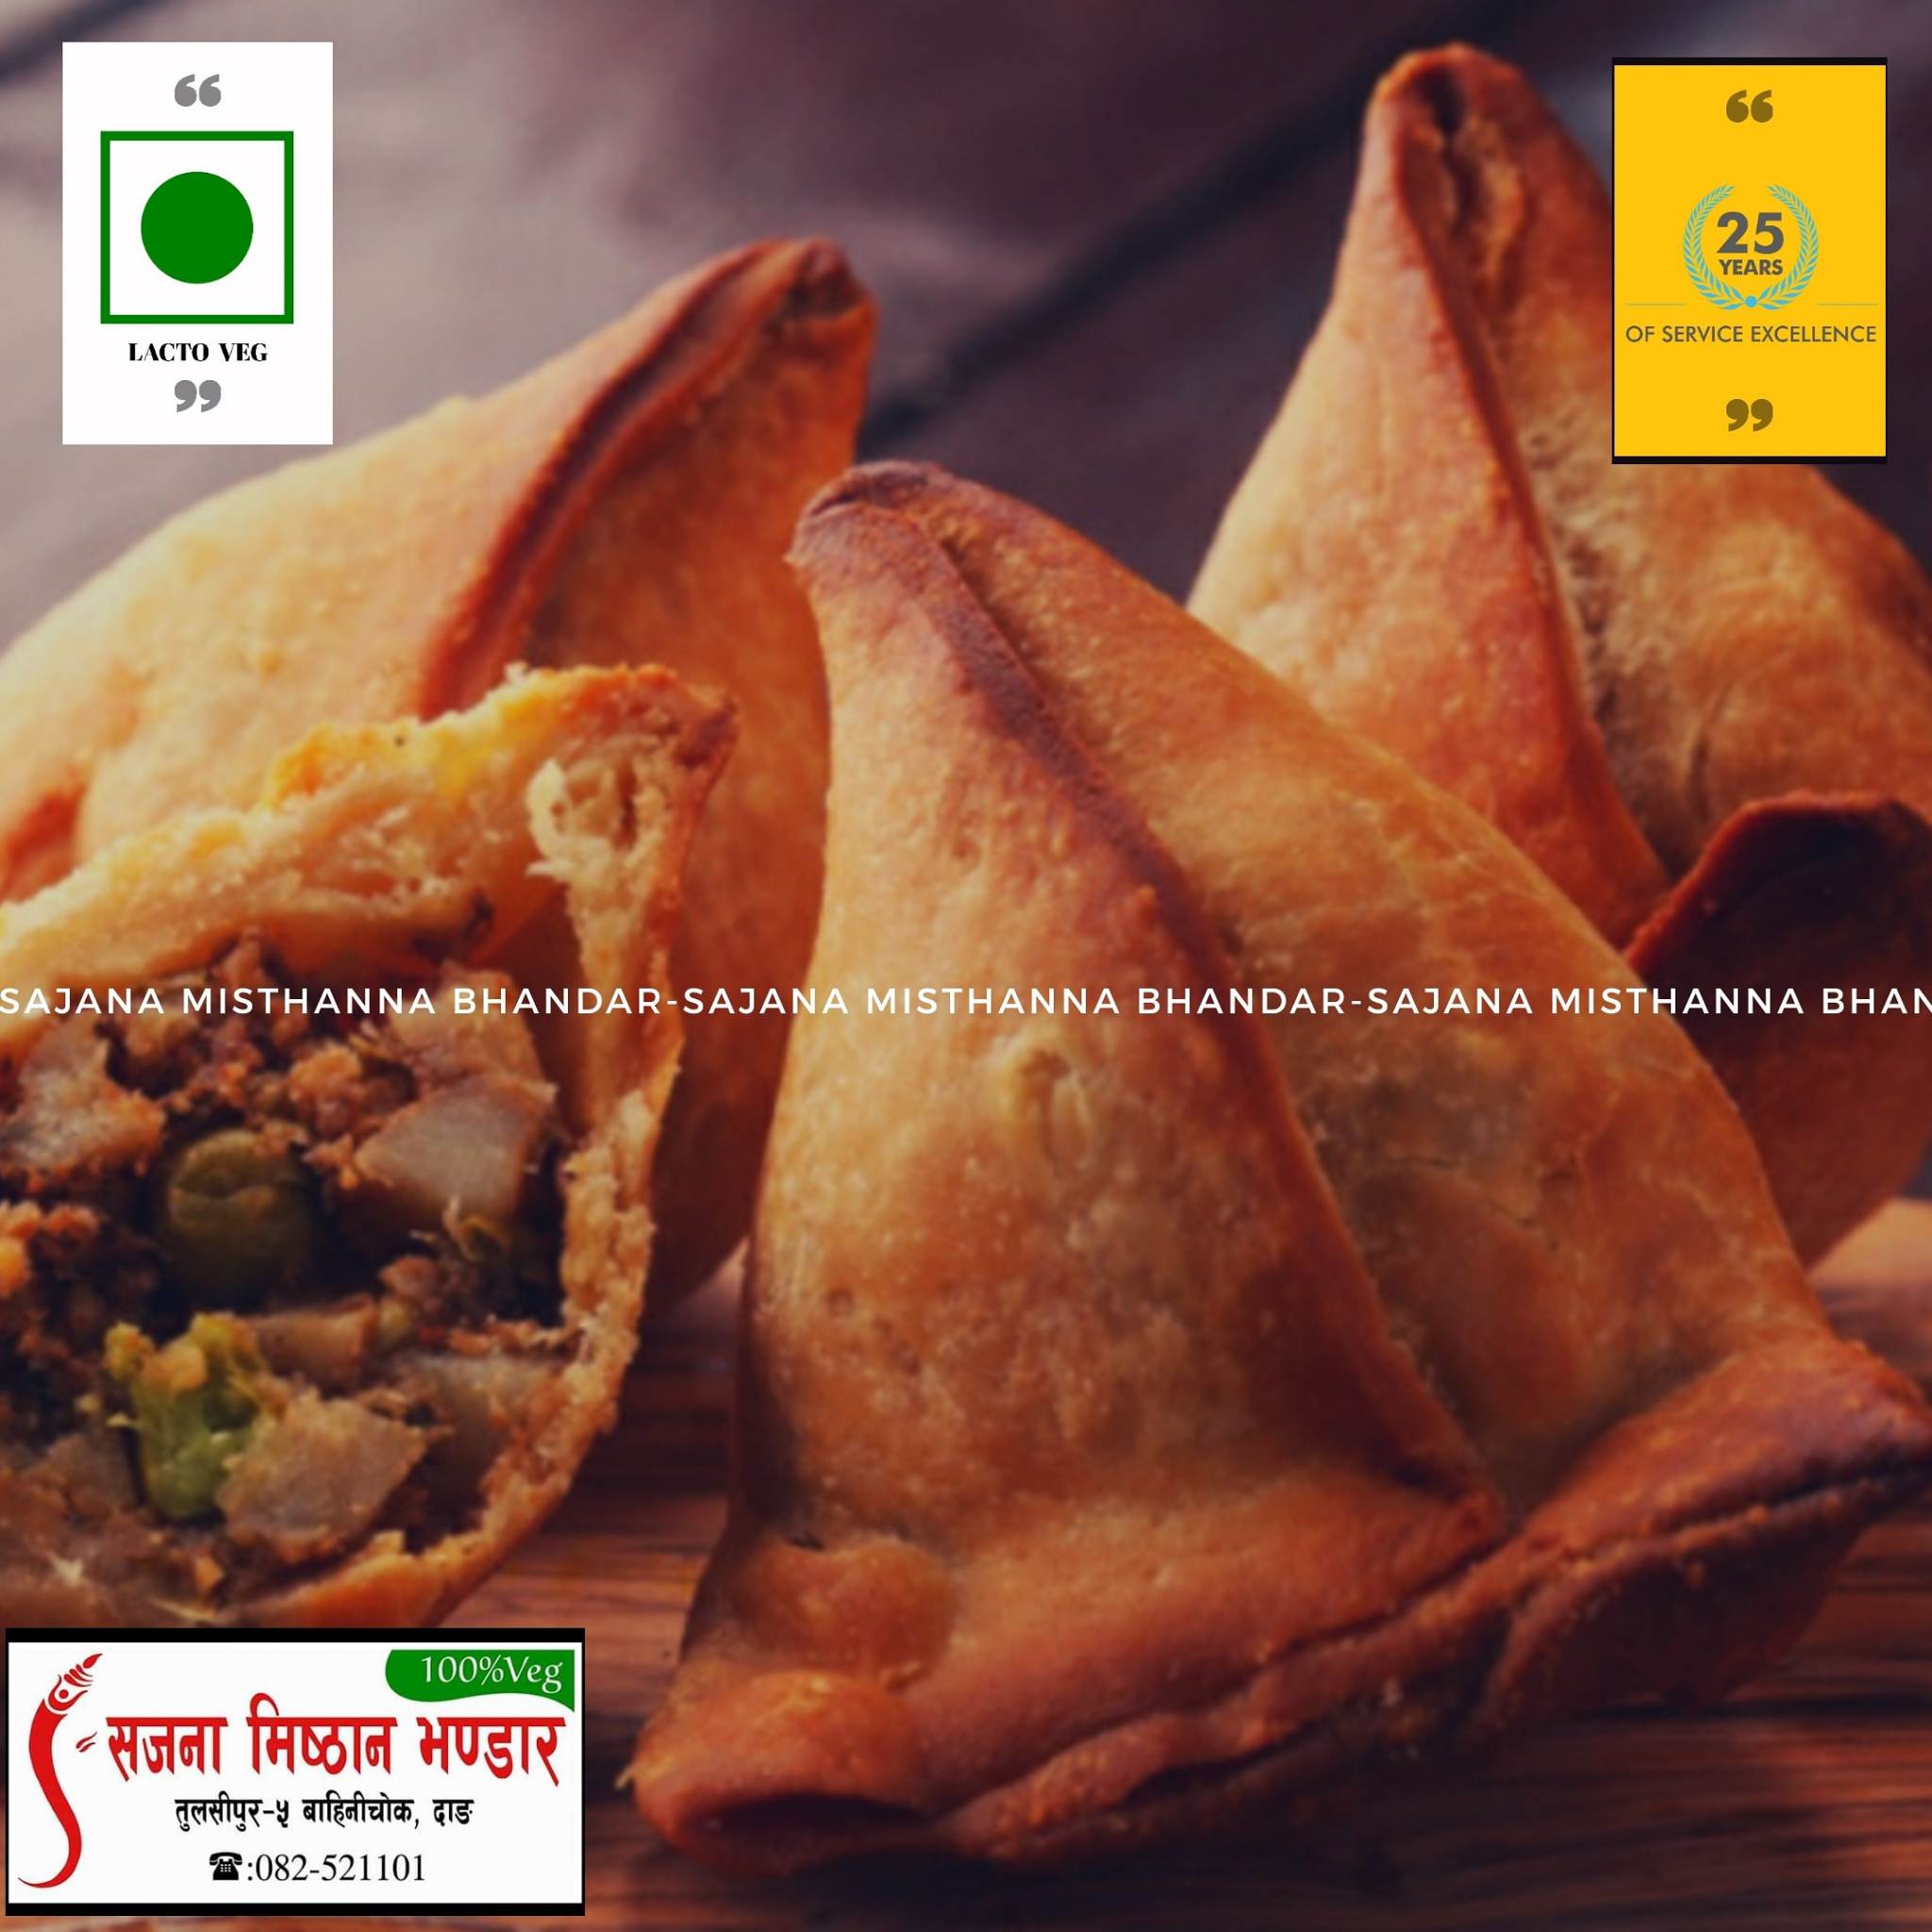 “
LACTO VEG
”
“
25
YEARS
OF SERVICE EXCELLENCE
”
SAJANA MISTHANNA BHANDAR-SAJANA MISTHANNA BHANDAR-SAJANA MISTHANNA BHAN
100%Veg
सजना मिष्ठान भण्डार
तुलसीपुर-५ बाहिनीचोक, दाङ
☎:082-521101